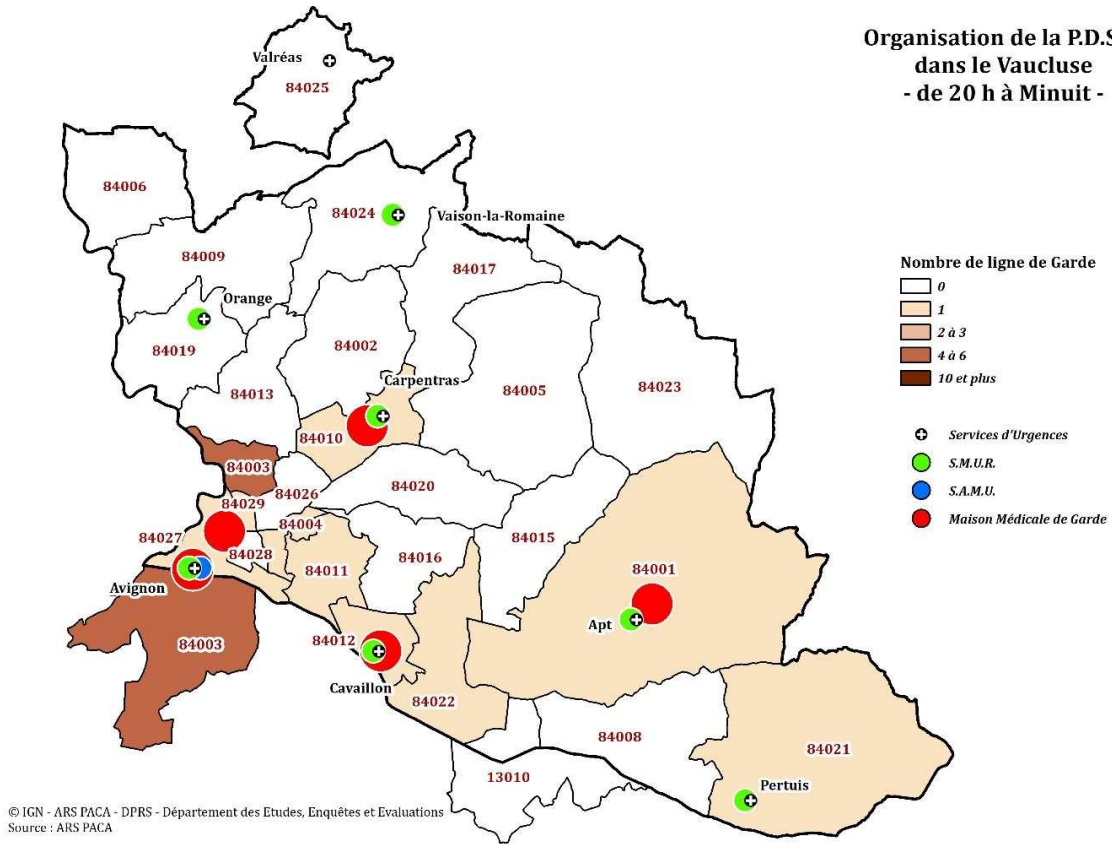 Organisation de la P.D.S
dans le Vaucluse
- de 20 h à Minuit -
Valréas
84025
84006
84024
Vaison-la-Romaine
84009
84017
Orange
84019
84002
84013
Carpentras
84005
84023
84010
84003
84026
84020
84029
84004
84027
84028
84011
84016
84015
Avignon
84001
Apt
84003
84012
Cavaillon
84022
84008
84021
13010
Pertuis
Nombre de ligne de Garde
0
1
2 à 3
4 à 6
10 et plus
Services d'Urgences
S.M.U.R.
S.A.M.U.
Maison Médicale de Garde
© IGN - ARS PACA - DPRS - Département des Etudes, Enquêtes et Evaluations
Source : ARS PACA